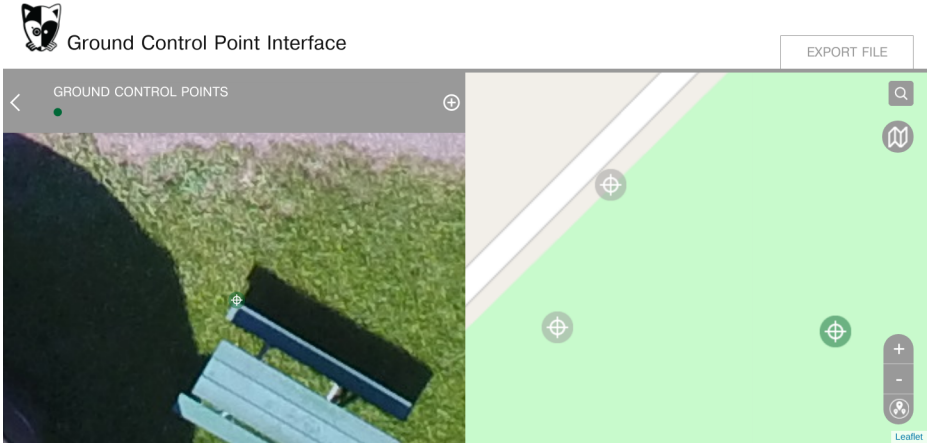 Ground Control Point Interface
EXPORT FILE
GROUND CONTROL POINTS
+
-
Leaflet